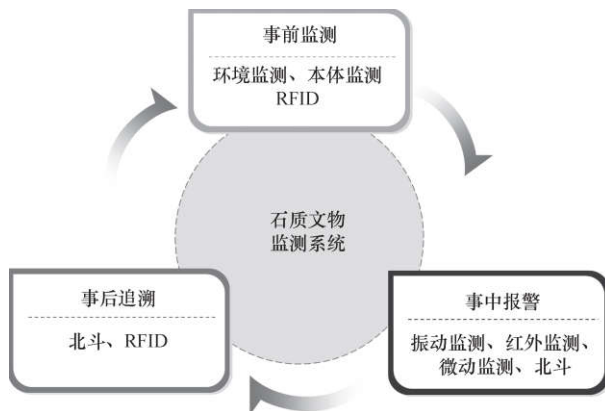 事前监测
环境监测、本体监测
RFID
石质文物
监测系统
事后追溯
北斗、RFID
事中报警
振动监测、红外监测、
微动监测、北斗